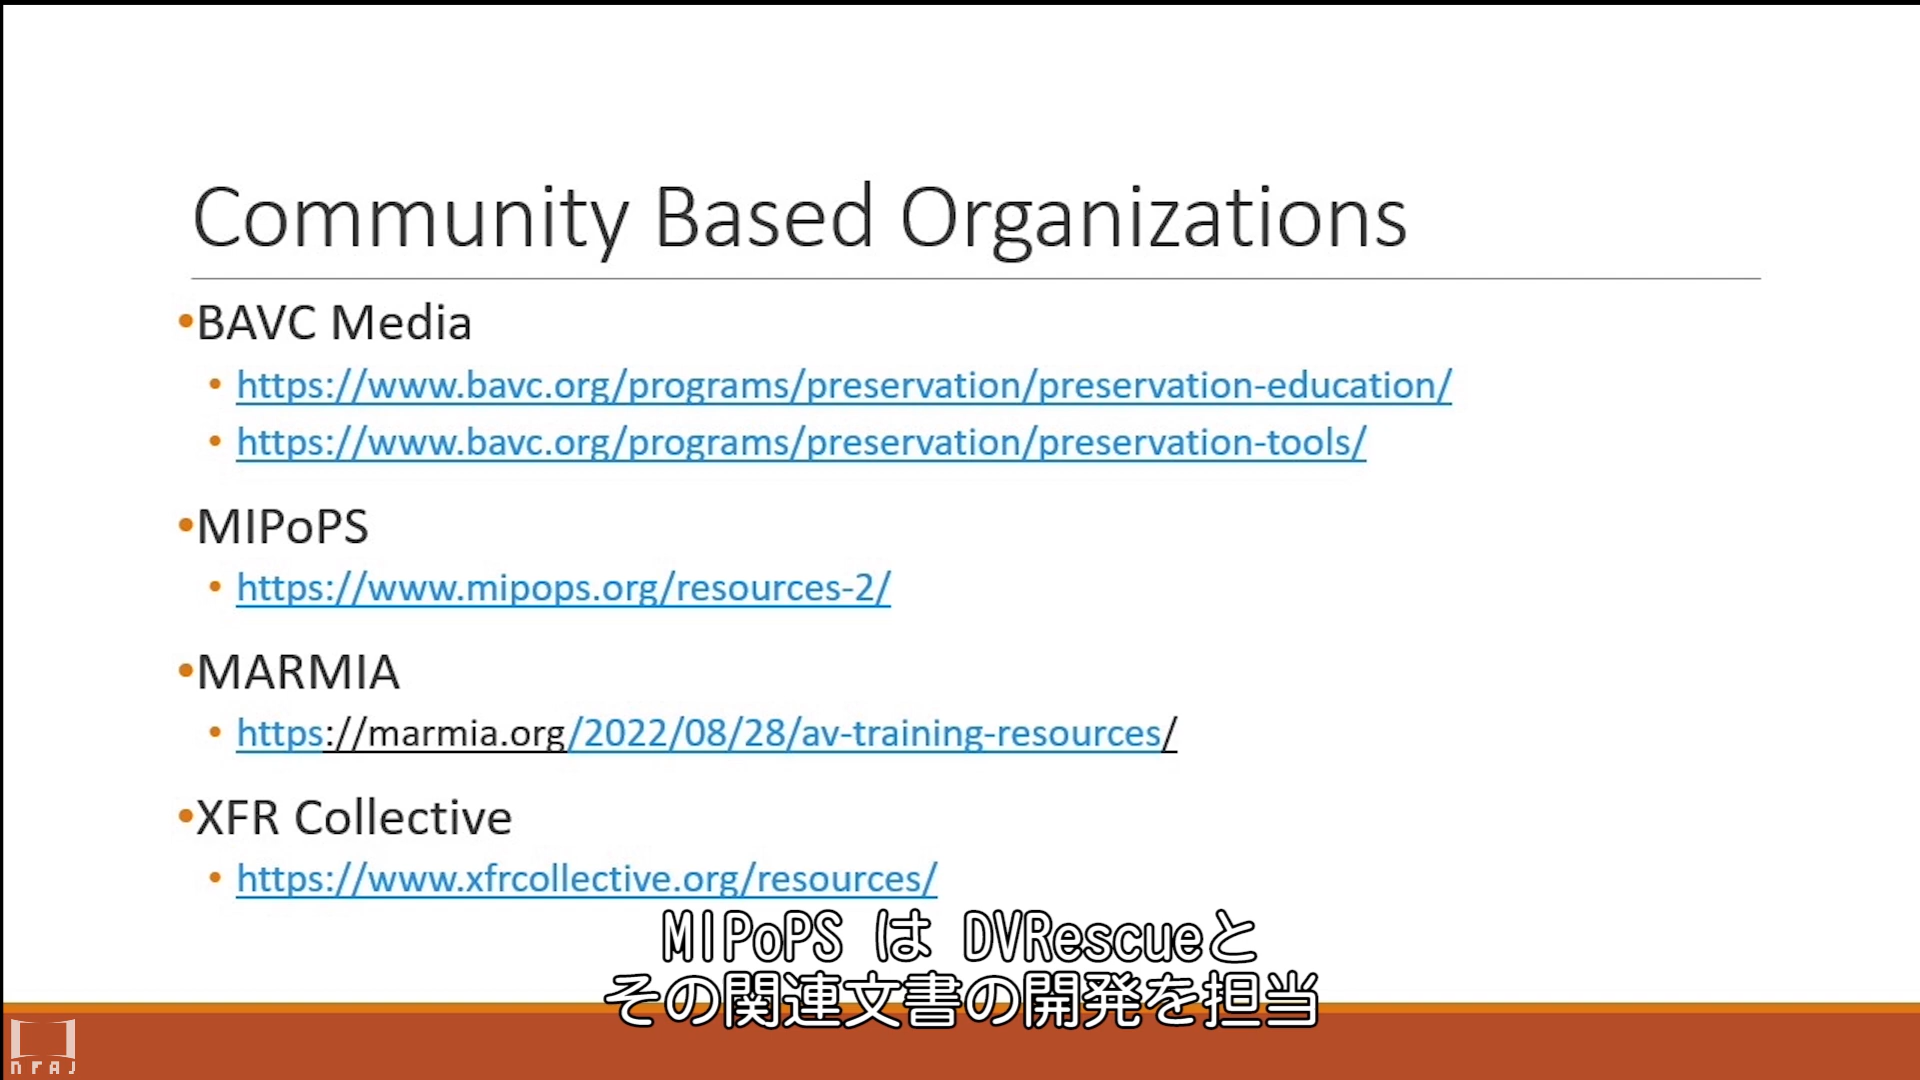 Community Based Organizations
•BAVC Media
• https://www.bavc.org/programs/preservation/preservation-education/
• https://www.bavc.org/programs/preservation/preservation-tools/
•MIPoPS
• https://www.mipops.org/resources-2/
•MARMIA
• https://marmia.org/2022/08/28/av-training-resources/
•XFR Collective
• https://www.xfrcollective.org/resources/
MIPoPS は DVRescueと
その関連文書の開発を担当
nfAJ